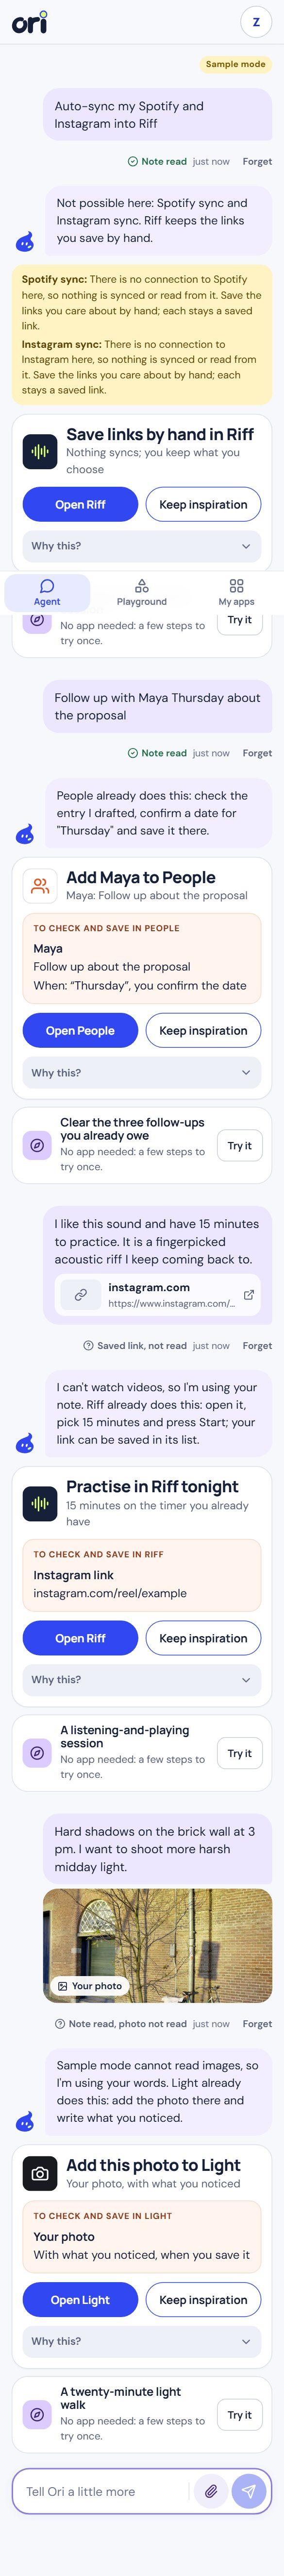 ori
Z
Sample mode
Auto-sync my Spotify and
Instagram into Riff
Note read just now Forget
Not possible here: Spotify sync and
Instagram sync. Riff keeps the links
you save by hand.
Spotify sync: There is no connection to Spotify
here, so nothing is synced or read from it. Save the
links you care about by hand; each stays a saved
link.
Instagram sync: There is no connection to
Instagram here, so nothing is synced or read from
it. Save the links you care about by hand; each
stays a saved link.
Save links by hand in Riff
Nothing syncs; you keep what you
choose
Open Riff
Keep inspiration
Why this?
Agent
Playground
My apps
No app needed: a few steps to
try once.
Try it
Follow up with Maya Thursday about
the proposal
Note read just now Forget
People already does this: check the
entry I drafted, confirm a date for
"Thursday" and save it there.
Add Maya to People
Maya: Follow up about the proposal
TO CHECK AND SAVE IN PEOPLE
Maya
Follow up about the proposal
When: “Thursday”, you confirm the date
Open People
Keep inspiration
Why this?
Clear the three follow-ups
you already owe
No app needed: a few steps to
try once.
Try it
I like this sound and have 15 minutes
to practice. It is a fingerpicked
acoustic riff I keep coming back to.
instagram.com
https://www.instagram.com/...
Saved link, not read just now Forget
I can't watch videos, so I'm using your
note. Riff already does this: open it,
pick 15 minutes and press Start; your
link can be saved in its list.
Practise in Riff tonight
15 minutes on the timer you already
have
TO CHECK AND SAVE IN RIFF
Instagram link
instagram.com/reel/example
Open Riff
Keep inspiration
Why this?
A listening-and-playing
session
No app needed: a few steps to
try once.
Try it
Hard shadows on the brick wall at 3
pm. I want to shoot more harsh
midday light.
Your photo
Note read, photo not read just now Forget
Sample mode cannot read images, so
I'm using your words. Light already
does this: add the photo there and
write what you noticed.
Add this photo to Light
Your photo, with what you noticed
TO CHECK AND SAVE IN LIGHT
Your photo
With what you noticed, when you save it
Open Light
Keep inspiration
Why this?
A twenty-minute light
walk
No app needed: a few steps to
try once.
Try it
Tell Ori a little more